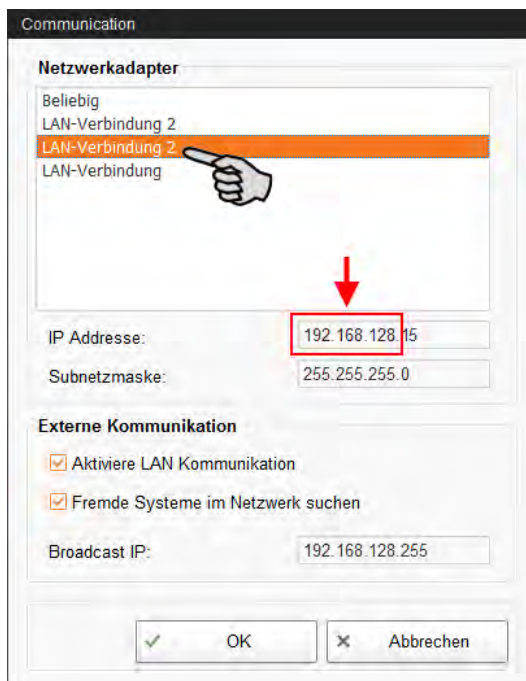 Communication
Netzwerkadapter
Beliebig
LAN-Verbindung 2
LAN-Verbindung 2
LAN-Verbindung
IP Addresse: 192.168.128.15
Subnetzmaske: 255.255.255.0
Externe Kommunikation
Aktiviere LAN Kommunikation
Fremde Systeme im Netzwerk suchen
Broadcast IP: 192.168.128.255
OK Abbrechen